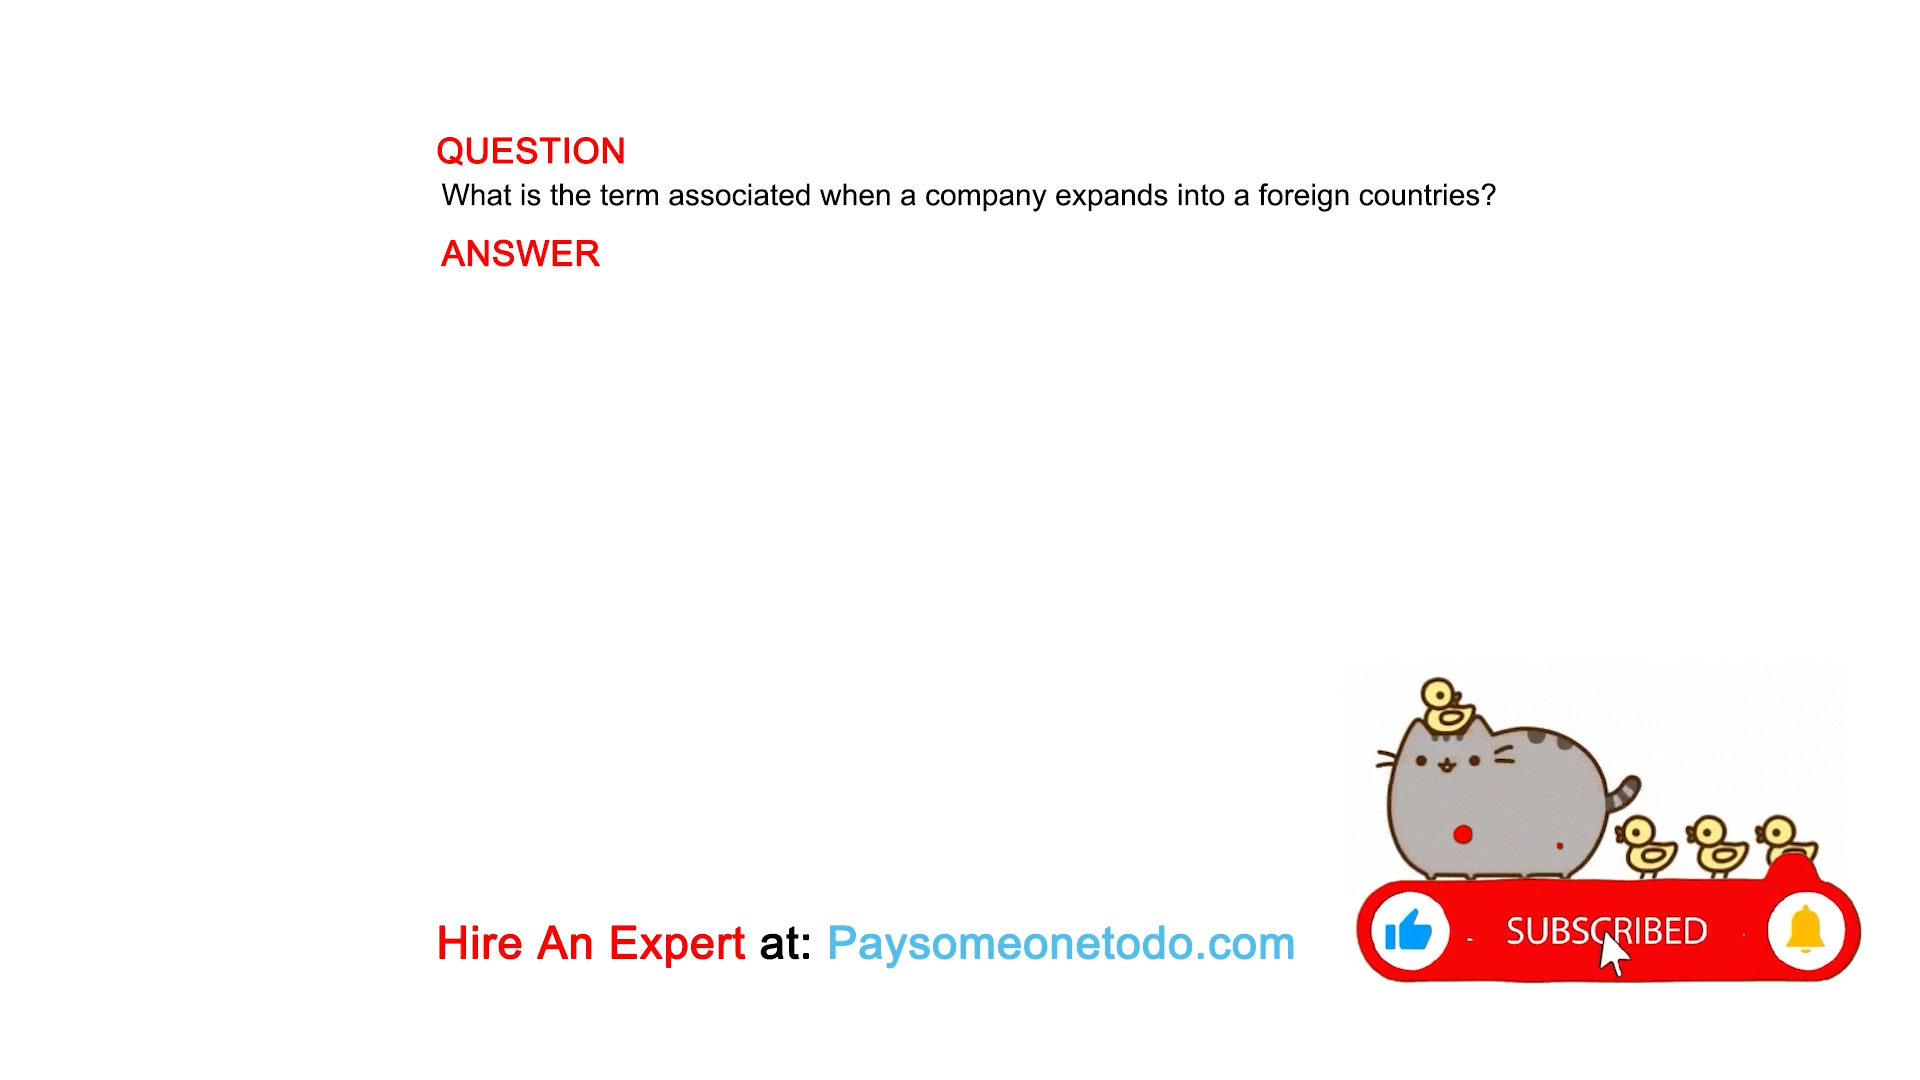 QUESTION
What is the term associated when a company expands into a foreign countries?
ANSWER
Hire An Expert at: Paysomeonetodo.com
SUBSCRIBED